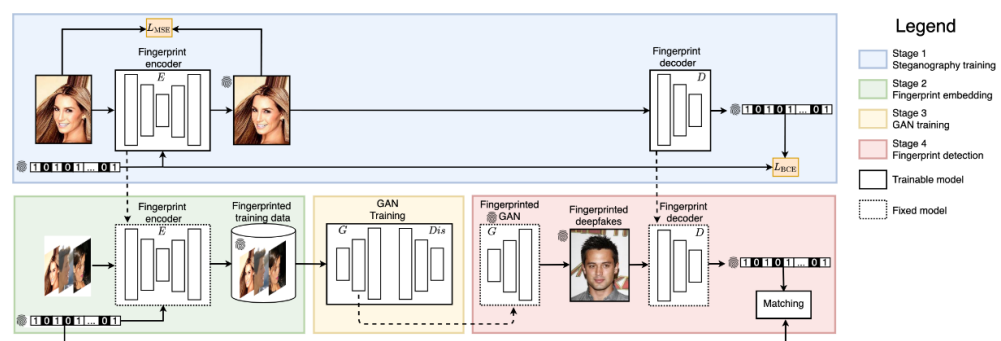 L_MSE
Fingerprint
encoder
E
Fingerprint
decoder
D
1 0 1 0 1 ... 0 1
1 0 1 0 1 ... 0 1
L_BCE
Fingerprint
encoder
E
Fingerprinted
training data
1 0 1 0 1 ... 0 1
GAN
Training
G
Dis
Fingerprinted
GAN
G
Fingerprinted
deepfakes
Fingerprint
decoder
D
1 0 1 0 1 ... 0 1
Matching
Legend
Stage 1
Steganography training
Stage 2
Fingerprint embedding
Stage 3
GAN training
Stage 4
Fingerprint detection
Trainable model
Fixed model